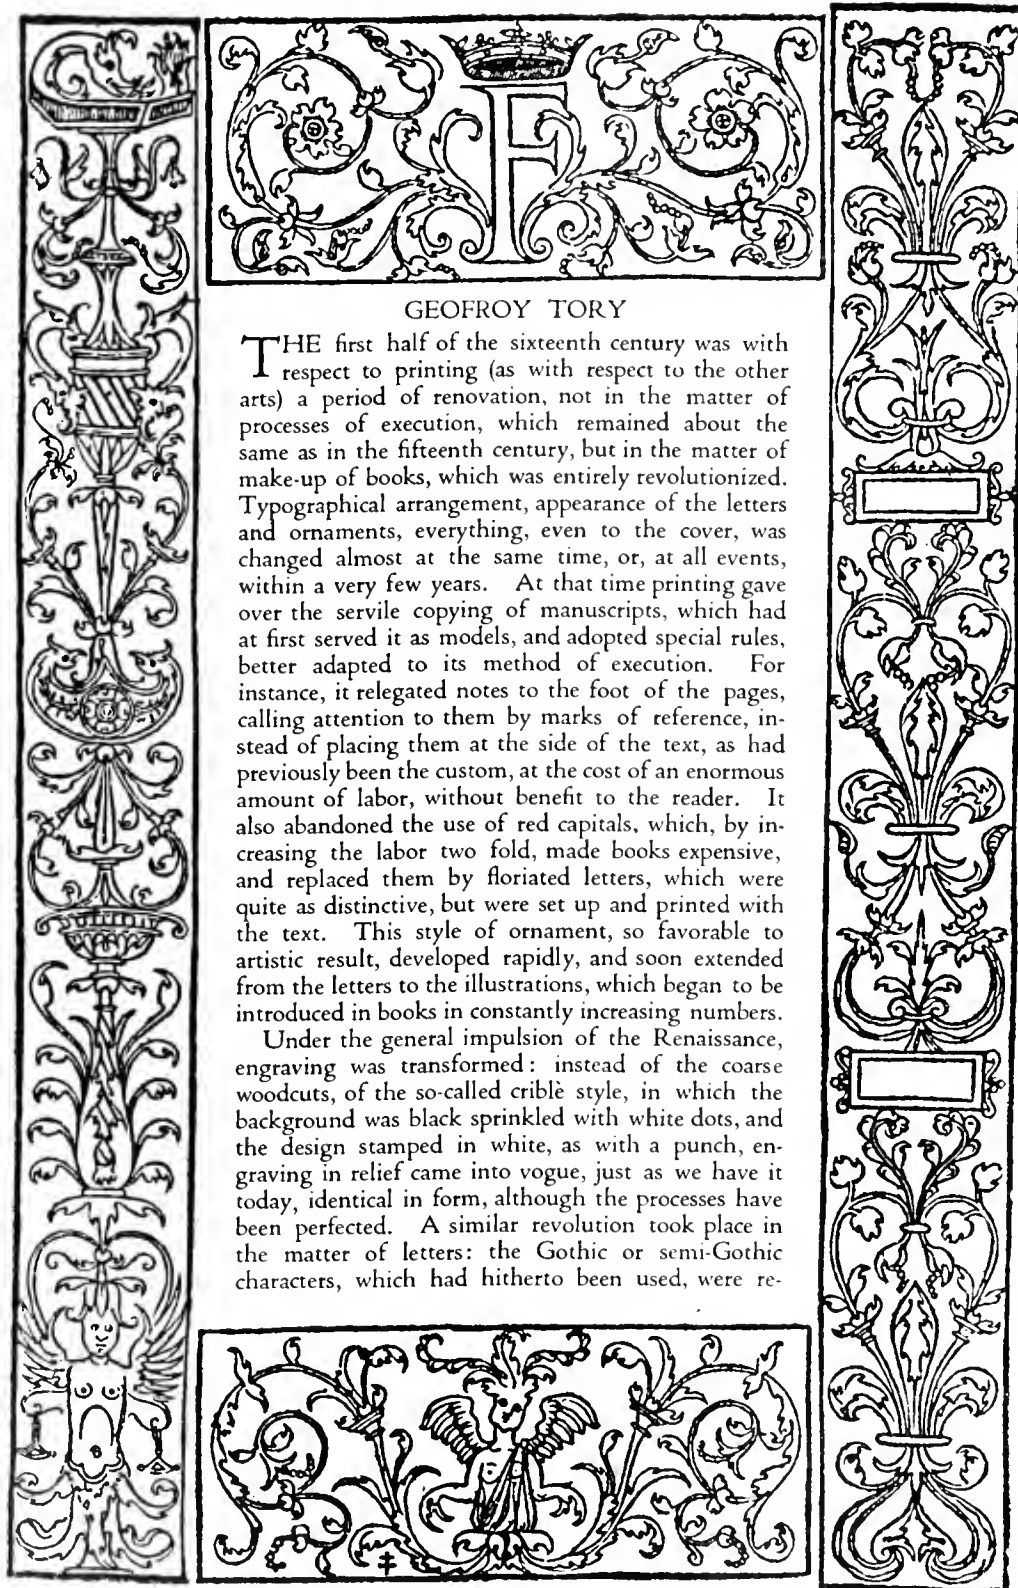 F
GEOFROY TORY
THE first half of the sixteenth century was with
respect to printing (as with respect to the other
arts) a period of renovation, not in the matter of
processes of execution, which remained about the
same as in the fifteenth century, but in the matter of
make-up of books, which was entirely revolutionized.
Typographical arrangement, appearance of the letters
and ornaments, everything, even to the cover, was
changed almost at the same time, or, at all events,
within a very few years. At that time printing gave
over the servile copying of manuscripts, which had
at first served it as models, and adopted special rules,
better adapted to its method of execution. For
instance, it relegated notes to the foot of the pages,
calling attention to them by marks of reference, in-
stead of placing them at the side of the text, as had
previously been the custom, at the cost of an enormous
amount of labor, without benefit to the reader. It
also abandoned the use of red capitals, which, by in-
creasing the labor two fold, made books expensive,
and replaced them by floriated letters, which were
quite as distinctive, but were set up and printed with
the text. This style of ornament, so favorable to
artistic result, developed rapidly, and soon extended
from the letters to the illustrations, which began to be
introduced in books in constantly increasing numbers.
Under the general impulsion of the Renaissance,
engraving was transformed: instead of the coarse
woodcuts, of the so-called criblè style, in which the
background was black sprinkled with white dots, and
the design stamped in white, as with a punch, en-
graving in relief came into vogue, just as we have it
today, identical in form, although the processes have
been perfected. A similar revolution took place in
the matter of letters: the Gothic or semi-Gothic
characters, which had hitherto been used, were re-